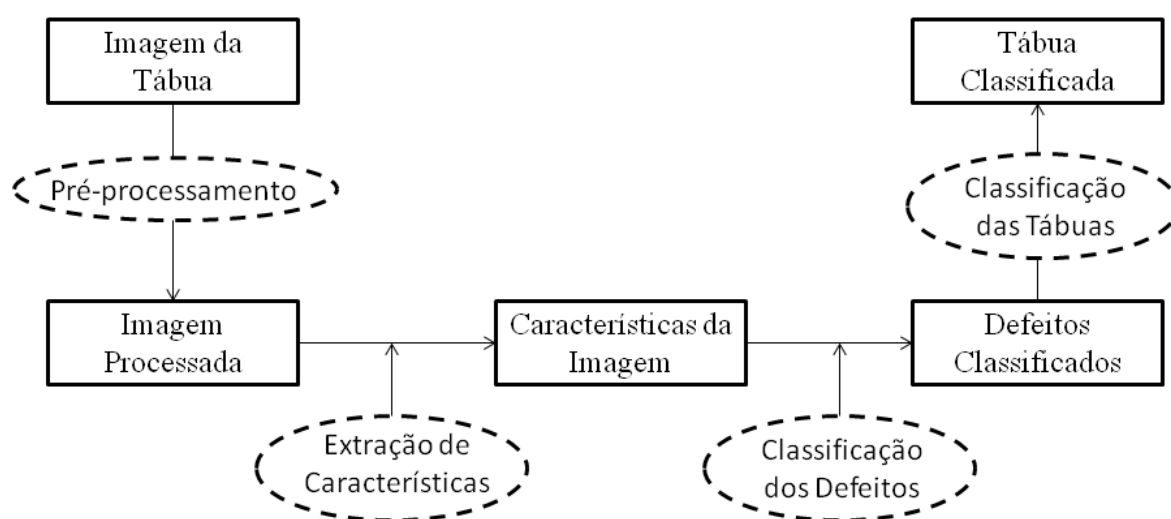 Imagem da
Tábua
Tábua
Classificada
Pré-processamento
Classificação
das Tábuas
Imagem
Processada
Características da
Imagem
Defeitos
Classificados
Extração de
Características
Classificação
dos Defeitos